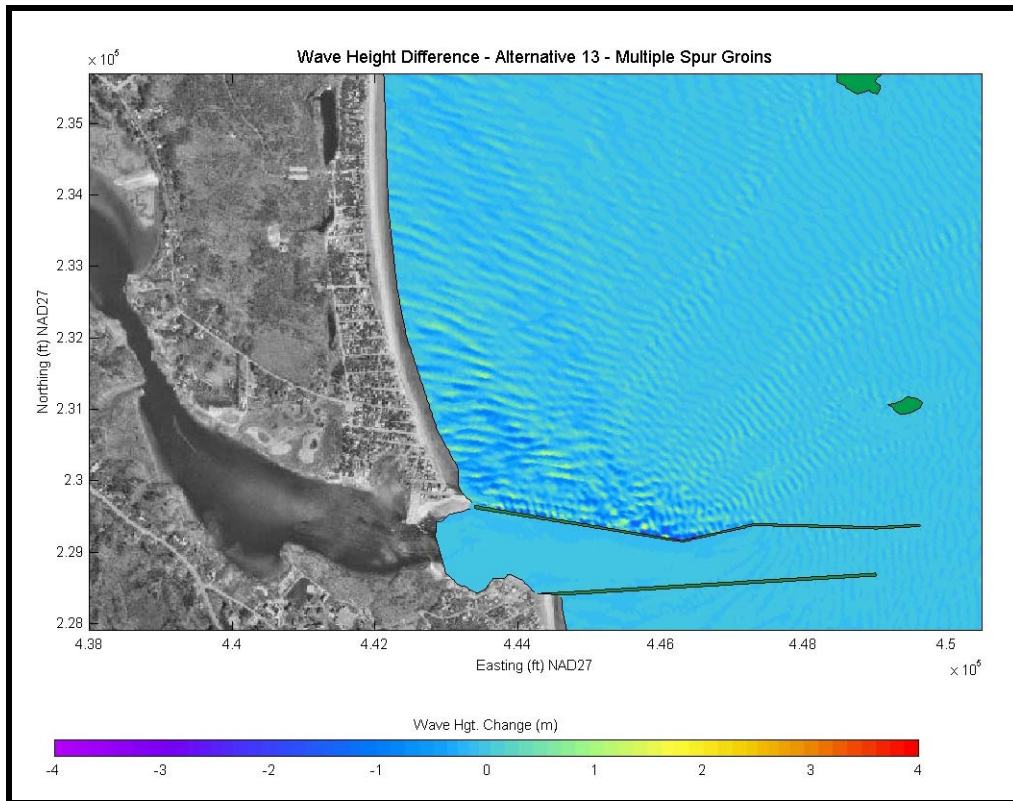 Wave Height Difference - Alternative 13 - Multiple Spur Groins
× 10⁵
2.35
2.34
2.33
2.32
2.31
2.3
2.29
2.28
Northing (ft) NAD27
4.38 4.4 4.42 4.44 4.46 4.48 4.5
Easting (ft) NAD27
× 10⁵
Wave Hgt. Change (m)
-4 -3 -2 -1 0 1 2 3 4